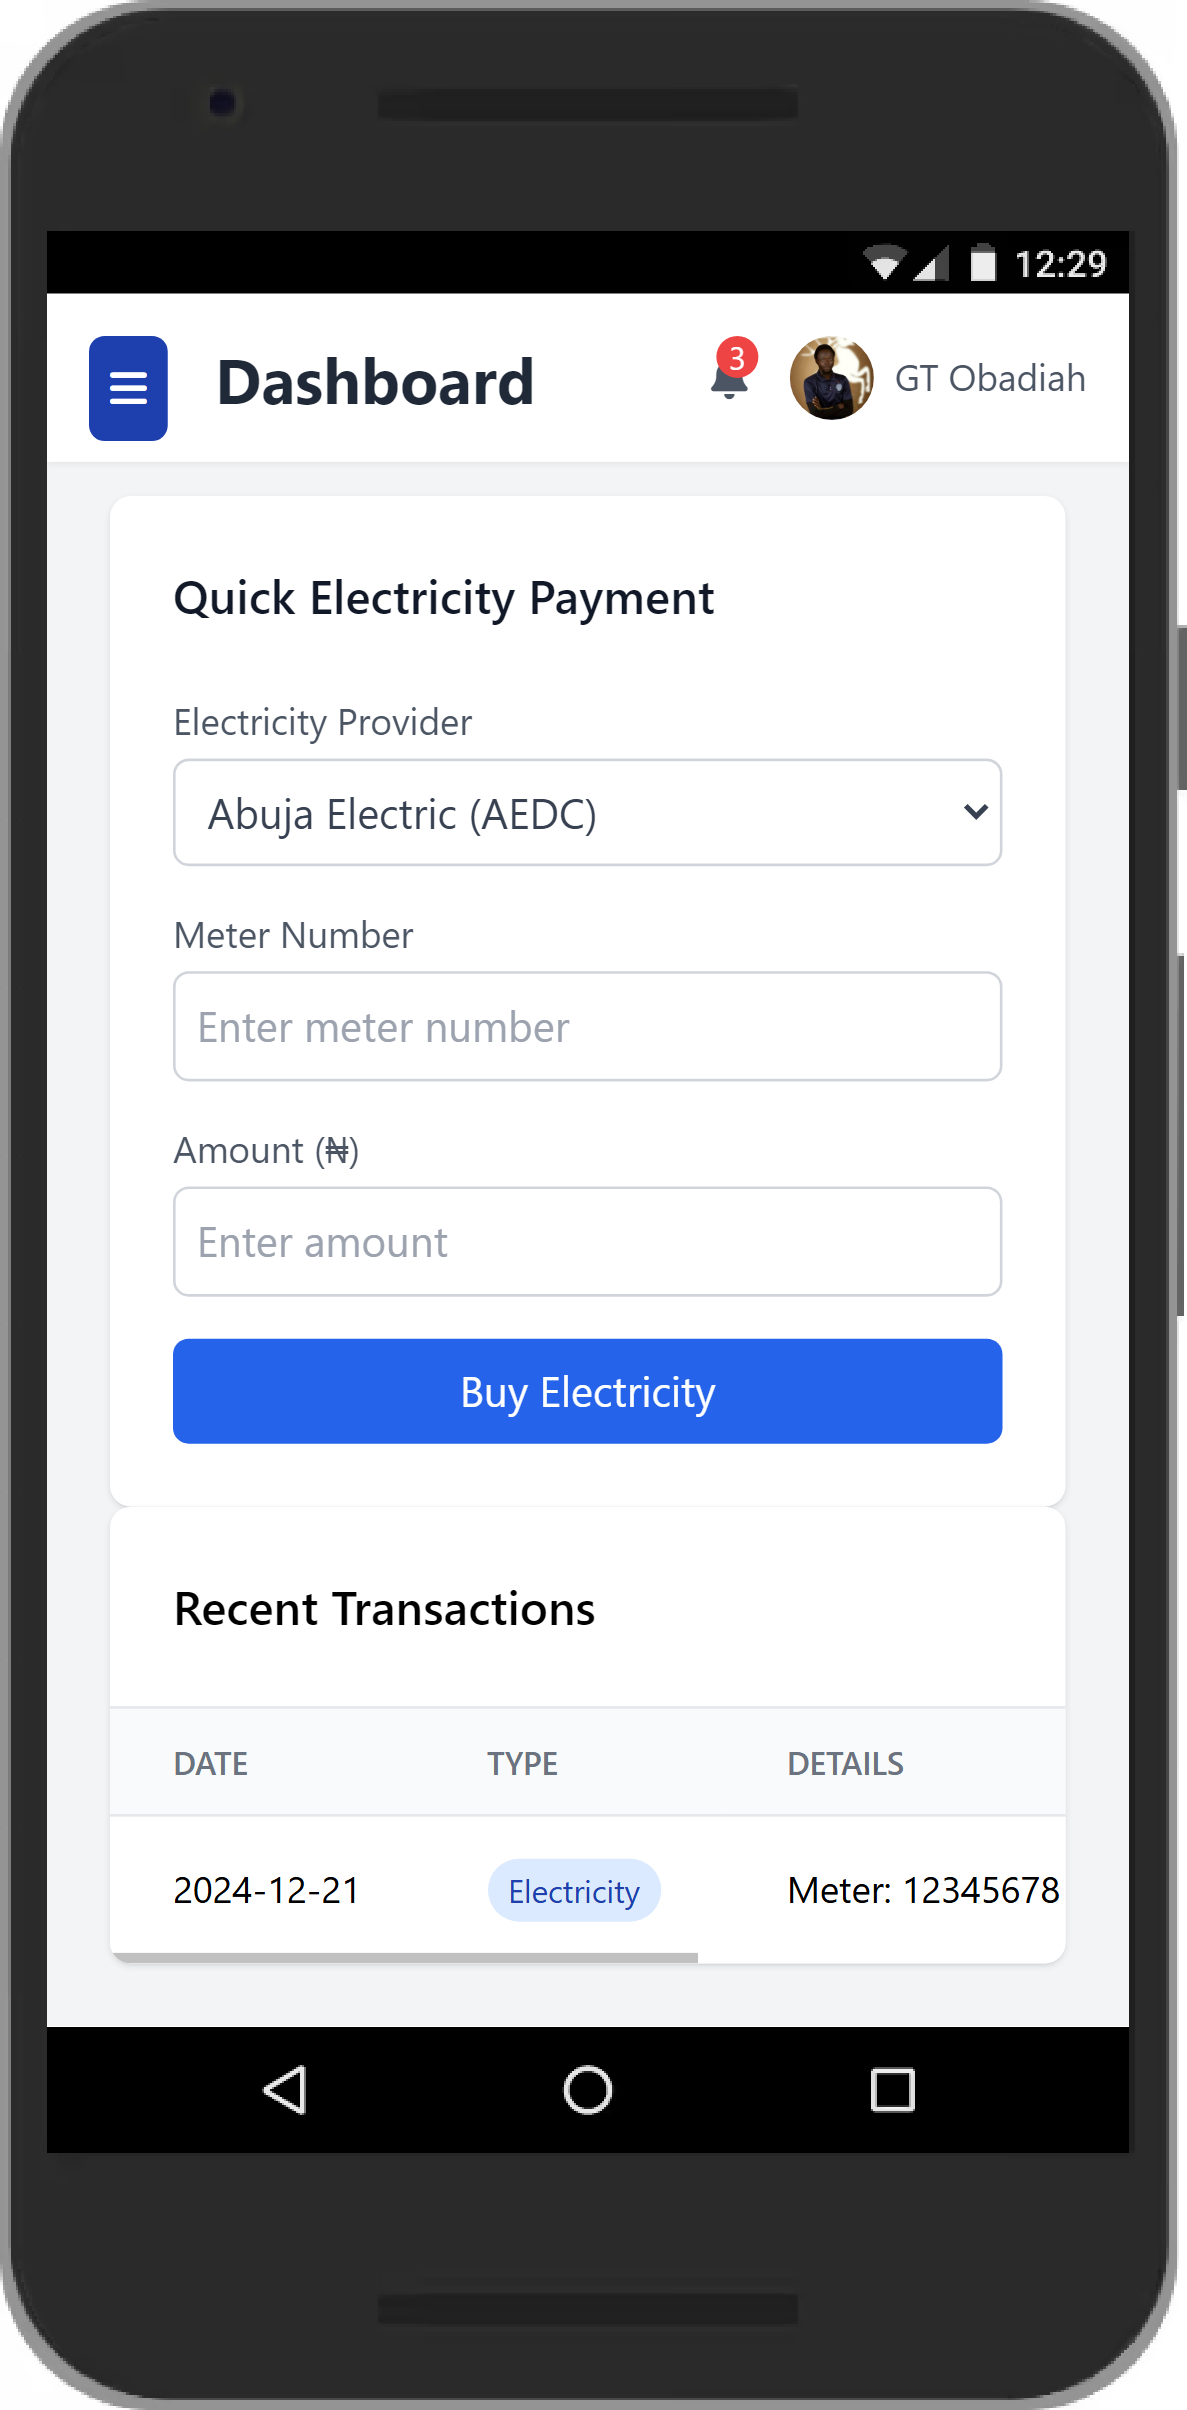 12:29
Dashboard
3
GT Obadiah
Quick Electricity Payment
Electricity Provider
Abuja Electric (AEDC)
Meter Number
Enter meter number
Amount (₦)
Enter amount
Buy Electricity
Recent Transactions
DATE TYPE DETAILS
2024-12-21 Electricity Meter: 12345678